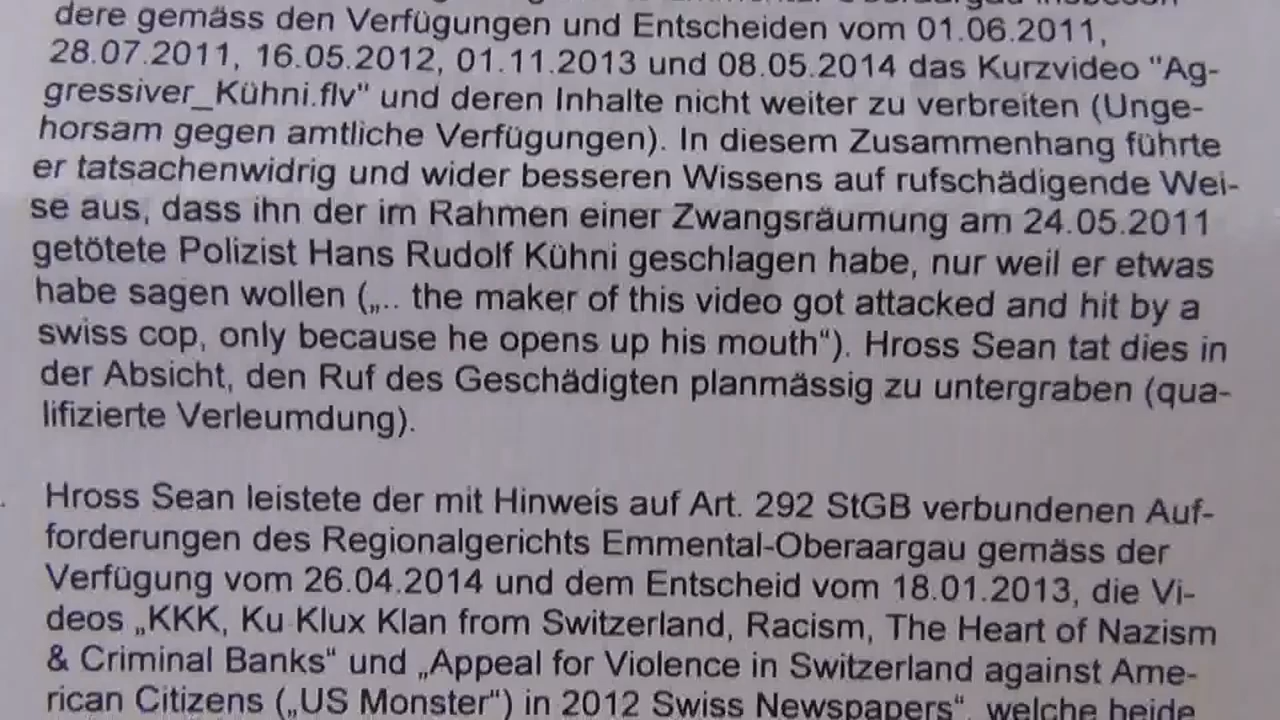 dere gemäss den Verfügungen und Entscheiden vom 01.06.2011,
28.07.2011, 16.05.2012, 01.11.2013 und 08.05.2014 das Kurzvideo "Ag-
gressiver_Kühni.flv" und deren Inhalte nicht weiter zu verbreiten (Unge-
horsam gegen amtliche Verfügungen). In diesem Zusammenhang führte
er tatsachenwidrig und wider besseren Wissens auf rufschädigende Wei-
se aus, dass ihn der im Rahmen einer Zwangsräumung am 24.05.2011
getötete Polizist Hans Rudolf Kühni geschlagen habe, nur weil er etwas
habe sagen wollen („.. the maker of this video got attacked and hit by a
swiss cop, only because he opens up his mouth“). Hross Sean tat dies in
der Absicht, den Ruf des Geschädigten planmässig zu untergraben (qua-
lifizierte Verleumdung).
Hross Sean leistete der mit Hinweis auf Art. 292 StGB verbundenen Auf-
forderungen des Regionalgerichts Emmental-Oberaargau gemäss der
Verfügung vom 26.04.2014 und dem Entscheid vom 18.01.2013, die Vi-
deos „KKK, Ku Klux Klan from Switzerland, Racism, The Heart of Nazism
& Criminal Banks“ und „Appeal for Violence in Switzerland against Ame-
rican Citizens („US Monster“) in 2012 Swiss Newspapers“, welche beide